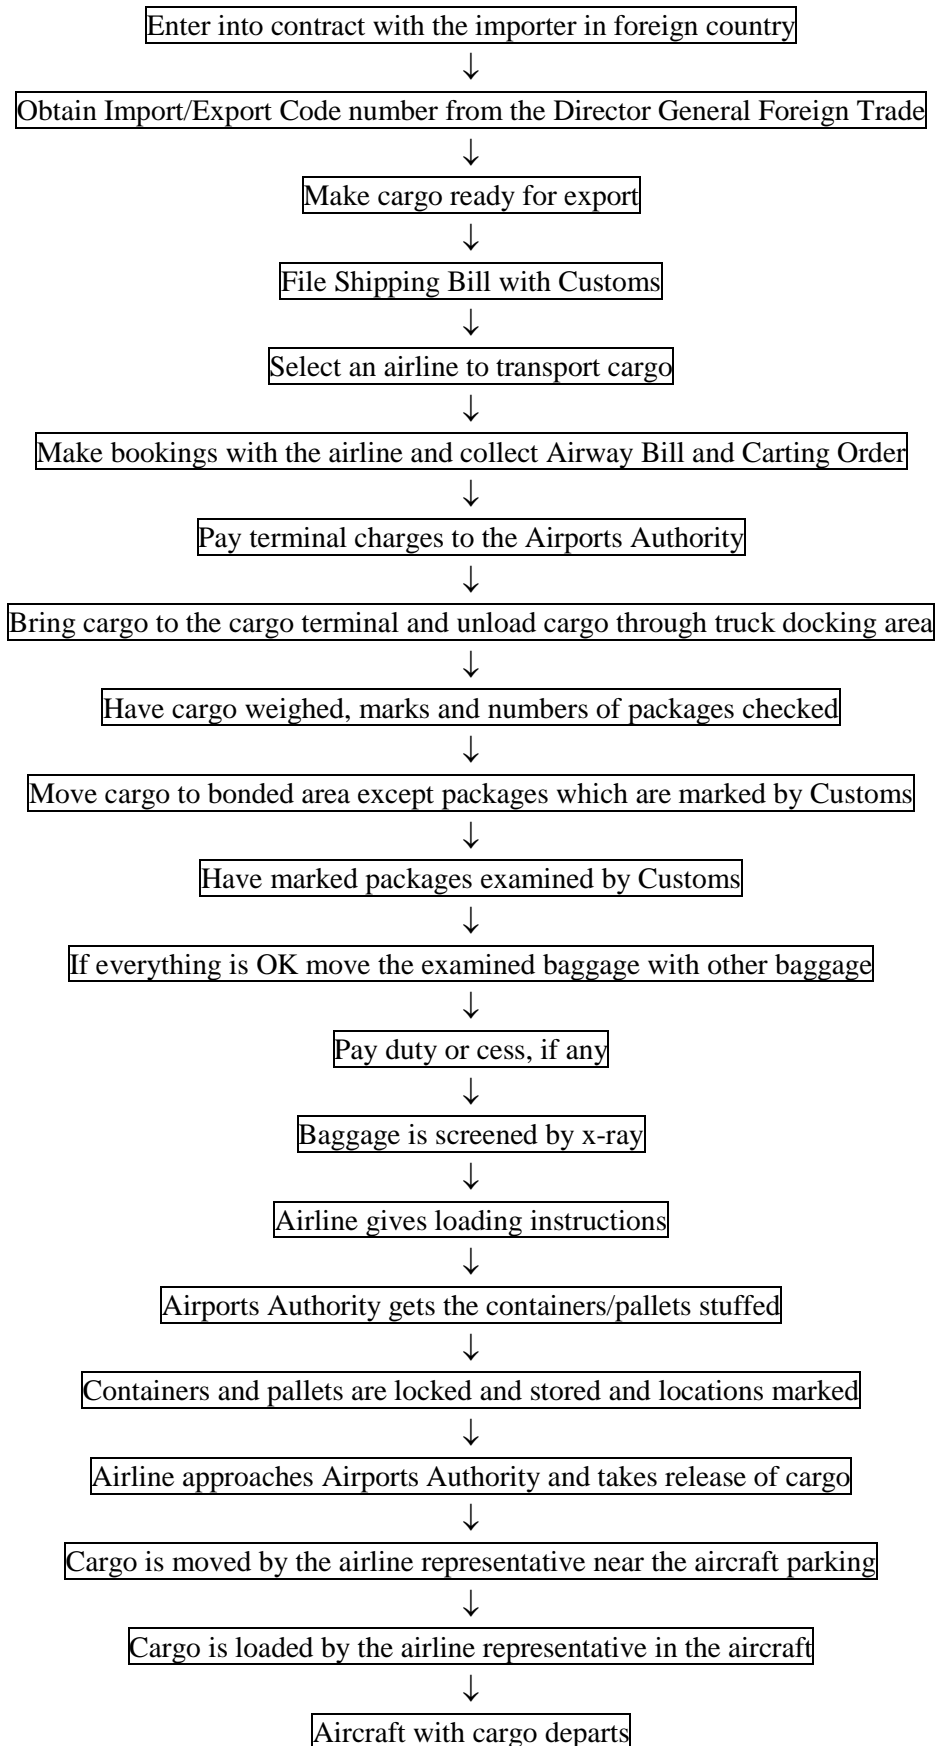 Enter into contract with the importer in foreign country
↓
Obtain Import/Export Code number from the Director General Foreign Trade
↓
Make cargo ready for export
↓
File Shipping Bill with Customs
↓
Select an airline to transport cargo
↓
Make bookings with the airline and collect Airway Bill and Carting Order
↓
Pay terminal charges to the Airports Authority
↓
Bring cargo to the cargo terminal and unload cargo through truck docking area
↓
Have cargo weighed, marks and numbers of packages checked
↓
Move cargo to bonded area except packages which are marked by Customs
↓
Have marked packages examined by Customs
↓
If everything is OK move the examined baggage with other baggage
↓
Pay duty or cess, if any
↓
Baggage is screened by x-ray
↓
Airline gives loading instructions
↓
Airports Authority gets the containers/pallets stuffed
↓
Containers and pallets are locked and stored and locations marked
↓
Airline approaches Airports Authority and takes release of cargo
↓
Cargo is moved by the airline representative near the aircraft parking
↓
Cargo is loaded by the airline representative in the aircraft
↓
Aircraft with cargo departs